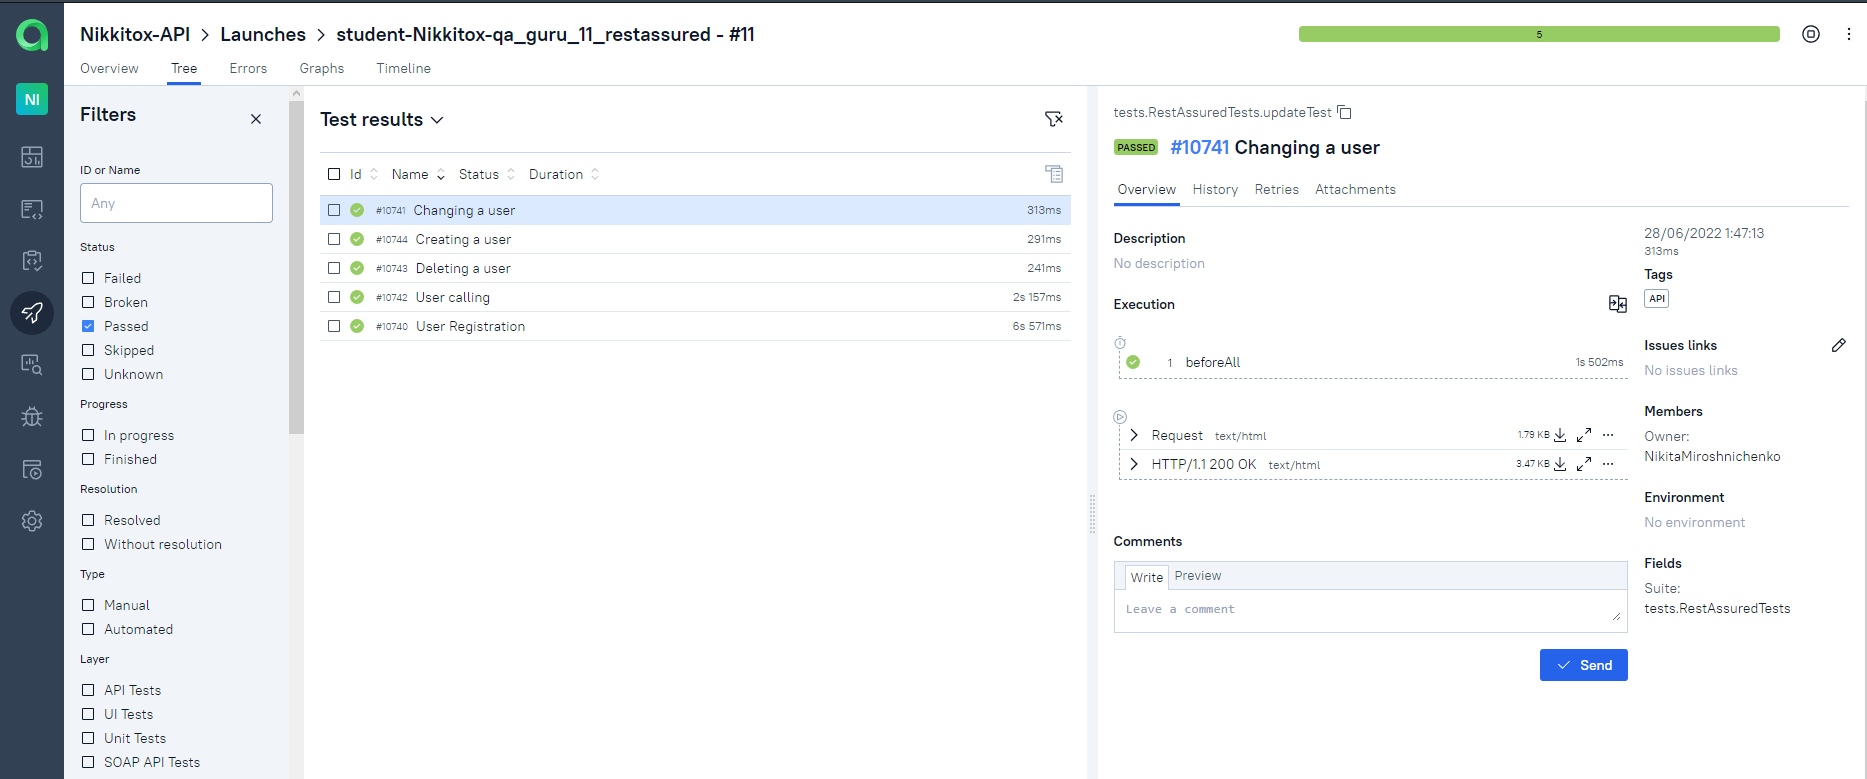 Nikkitox-API > Launches > student-Nikkitox-qa_guru_11_restassured - #11
5
Overview Tree Errors Graphs Timeline
NI
Filters
ID or Name
Any
Status
Failed
Broken
Passed
Skipped
Unknown
Progress
In progress
Finished
Resolution
Resolved
Without resolution
Type
Manual
Automated
Layer
API Tests
UI Tests
Unit Tests
SOAP API Tests
Test results
Id Name Status Duration
#10741 Changing a user 313ms
#10744 Creating a user 291ms
#10743 Deleting a user 241ms
#10742 User calling 2s 157ms
#10740 User Registration 6s 571ms
tests.RestAssuredTests.updateTest
PASSED #10741 Changing a user
Overview History Retries Attachments
Description
No description
Execution
1 beforeAll 1s 502ms
Request text/html 1.79 KB
HTTP/1.1 200 OK text/html 3.47 KB
Comments
Write Preview
Leave a comment
Send
28/06/2022 1:47:13
313ms
Tags
API
Issues links
No issues links
Members
Owner:
NikitaMiroshnichenko
Environment
No environment
Fields
Suite:
tests.RestAssuredTests